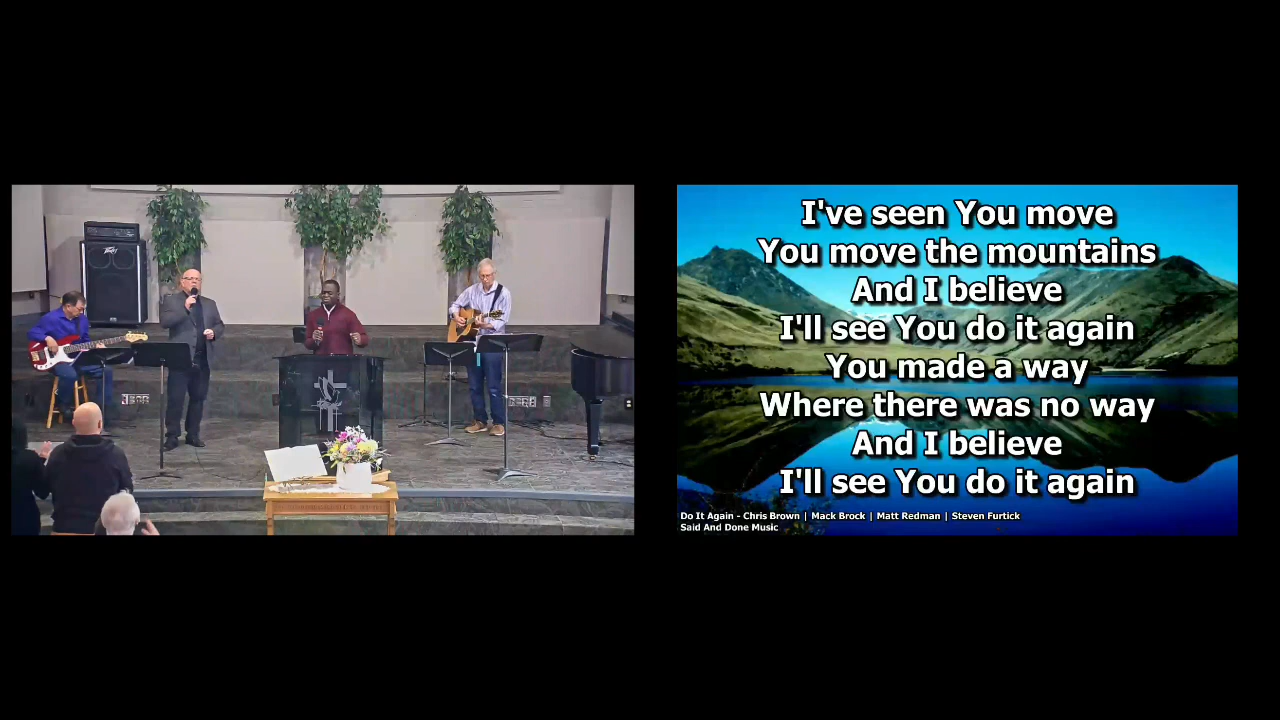 PEAVEY
I've seen You move
You move the mountains
And I believe
I'll see You do it again
You made a way
Where there was no way
And I believe
I'll see You do it again
Do It Again - Chris Brown | Mack Brock | Matt Redman | Steven Furtick
Said And Done Music